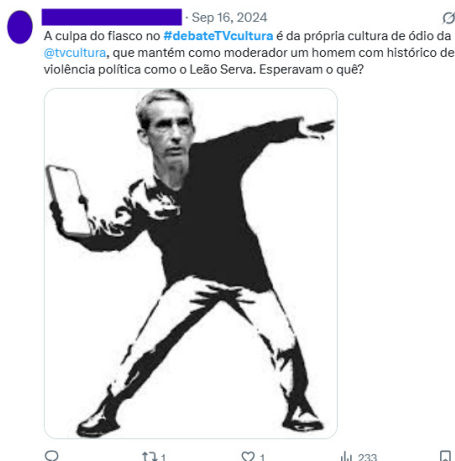 · Sep 16, 2024
A culpa do fiasco no #debateTVcultura é da própria cultura de ódio da
@tvcultura, que mantém como moderador um homem com histórico de
violência política como o Leão Serva. Esperavam o quê?
1
1
233